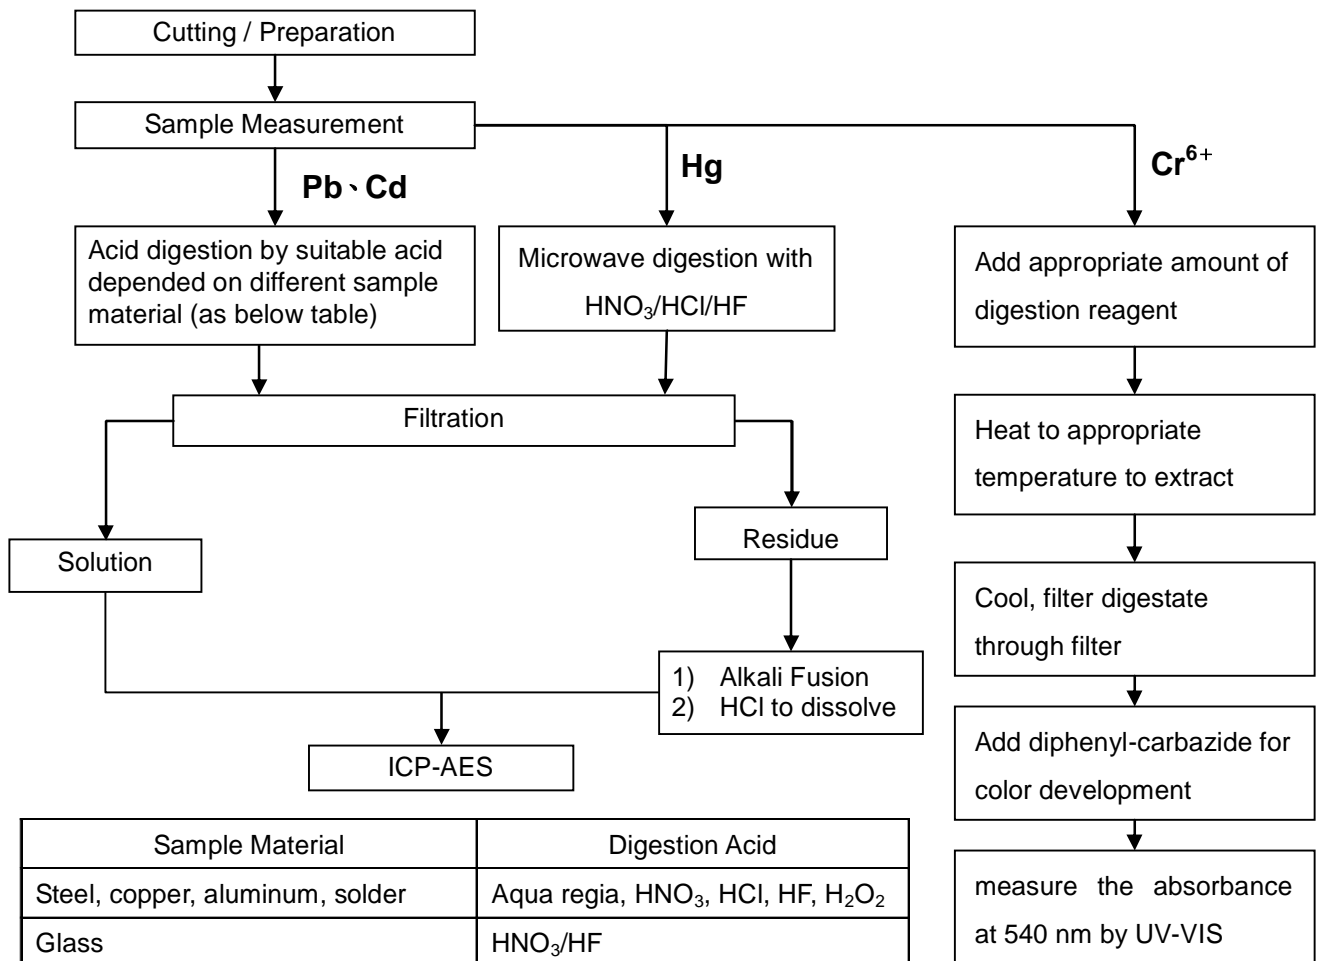 Cutting / Preparation
Sample Measurement
Pb、Cd
Hg
Cr⁶⁺
Acid digestion by suitable acid
depended on different sample
material (as below table)
Microwave digestion with
HNO₃/HCl/HF
Add appropriate amount of
digestion reagent
Filtration
Heat to appropriate
temperature to extract
Solution
Residue
Cool, filter digestate
through filter
1) Alkali Fusion
2) HCl to dissolve
ICP-AES
Add diphenyl-carbazide for
color development
measure the absorbance
at 540 nm by UV-VIS
Sample Material Digestion Acid
Steel, copper, aluminum, solder Aqua regia, HNO₃, HCl, HF, H₂O₂
Glass HNO₃/HF